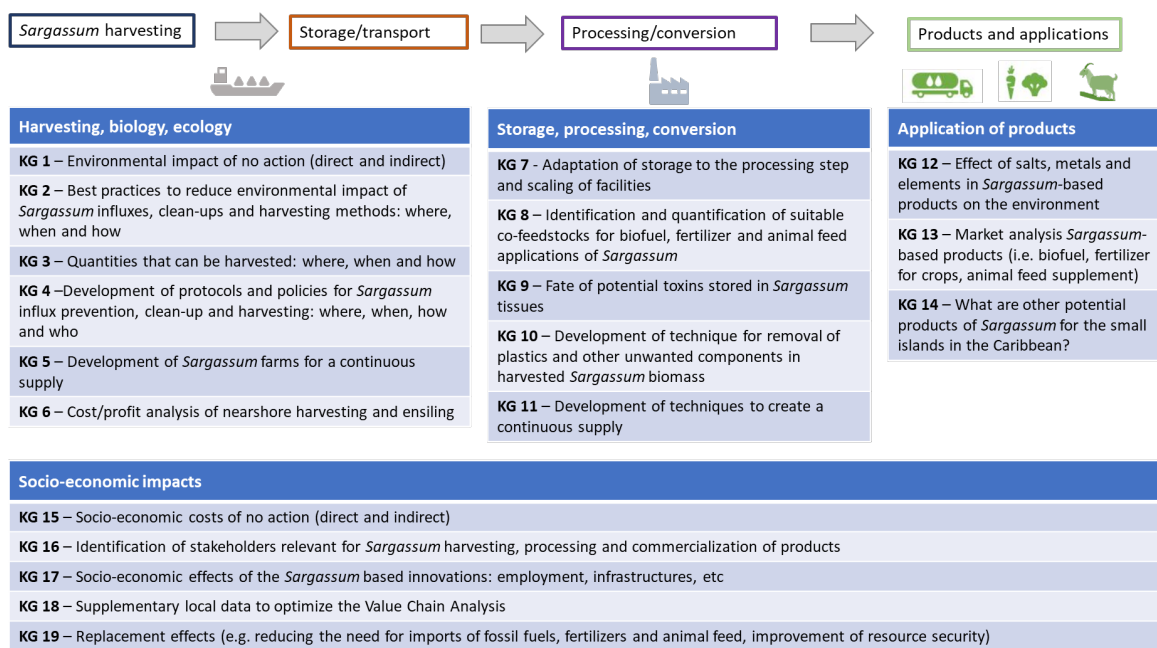 Sargassum harvesting
Storage/transport
Processing/conversion
Products and applications
Harvesting, biology, ecology
KG 1 – Environmental impact of no action (direct and indirect)
KG 2 – Best practices to reduce environmental impact of
Sargassum influxes, clean-ups and harvesting methods: where,
when and how
KG 3 – Quantities that can be harvested: where, when and how
KG 4 –Development of protocols and policies for Sargassum
influx prevention, clean-up and harvesting: where, when, how
and who
KG 5 – Development of Sargassum farms for a continuous
supply
KG 6 – Cost/profit analysis of nearshore harvesting and ensiling
Storage, processing, conversion
KG 7 - Adaptation of storage to the processing step
and scaling of facilities
KG 8 – Identification and quantification of suitable
co-feedstocks for biofuel, fertilizer and animal feed
applications of Sargassum
KG 9 – Fate of potential toxins stored in Sargassum
tissues
KG 10 – Development of technique for removal of
plastics and other unwanted components in
harvested Sargassum biomass
KG 11 – Development of techniques to create a
continuous supply
Application of products
KG 12 – Effect of salts, metals and
elements in Sargassum-based
products on the environment
KG 13 – Market analysis Sargassum-
based products (i.e. biofuel, fertilizer
for crops, animal feed supplement)
KG 14 – What are other potential
products of Sargassum for the small
islands in the Caribbean?
Socio-economic impacts
KG 15 – Socio-economic costs of no action (direct and indirect)
KG 16 – Identification of stakeholders relevant for Sargassum harvesting, processing and commercialization of products
KG 17 – Socio-economic effects of the Sargassum based innovations: employment, infrastructures, etc
KG 18 – Supplementary local data to optimize the Value Chain Analysis
KG 19 – Replacement effects (e.g. reducing the need for imports of fossil fuels, fertilizers and animal feed, improvement of resource security)